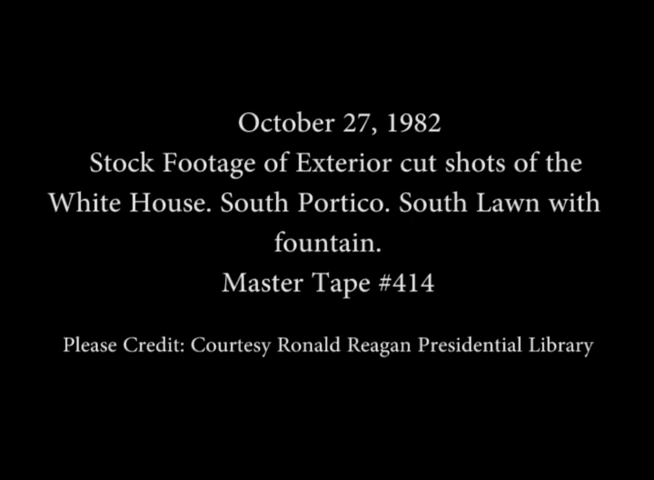 October 27, 1982
Stock Footage of Exterior cut shots of the
White House. South Portico. South Lawn with
fountain.
Master Tape #414
Please Credit: Courtesy Ronald Reagan Presidential Library